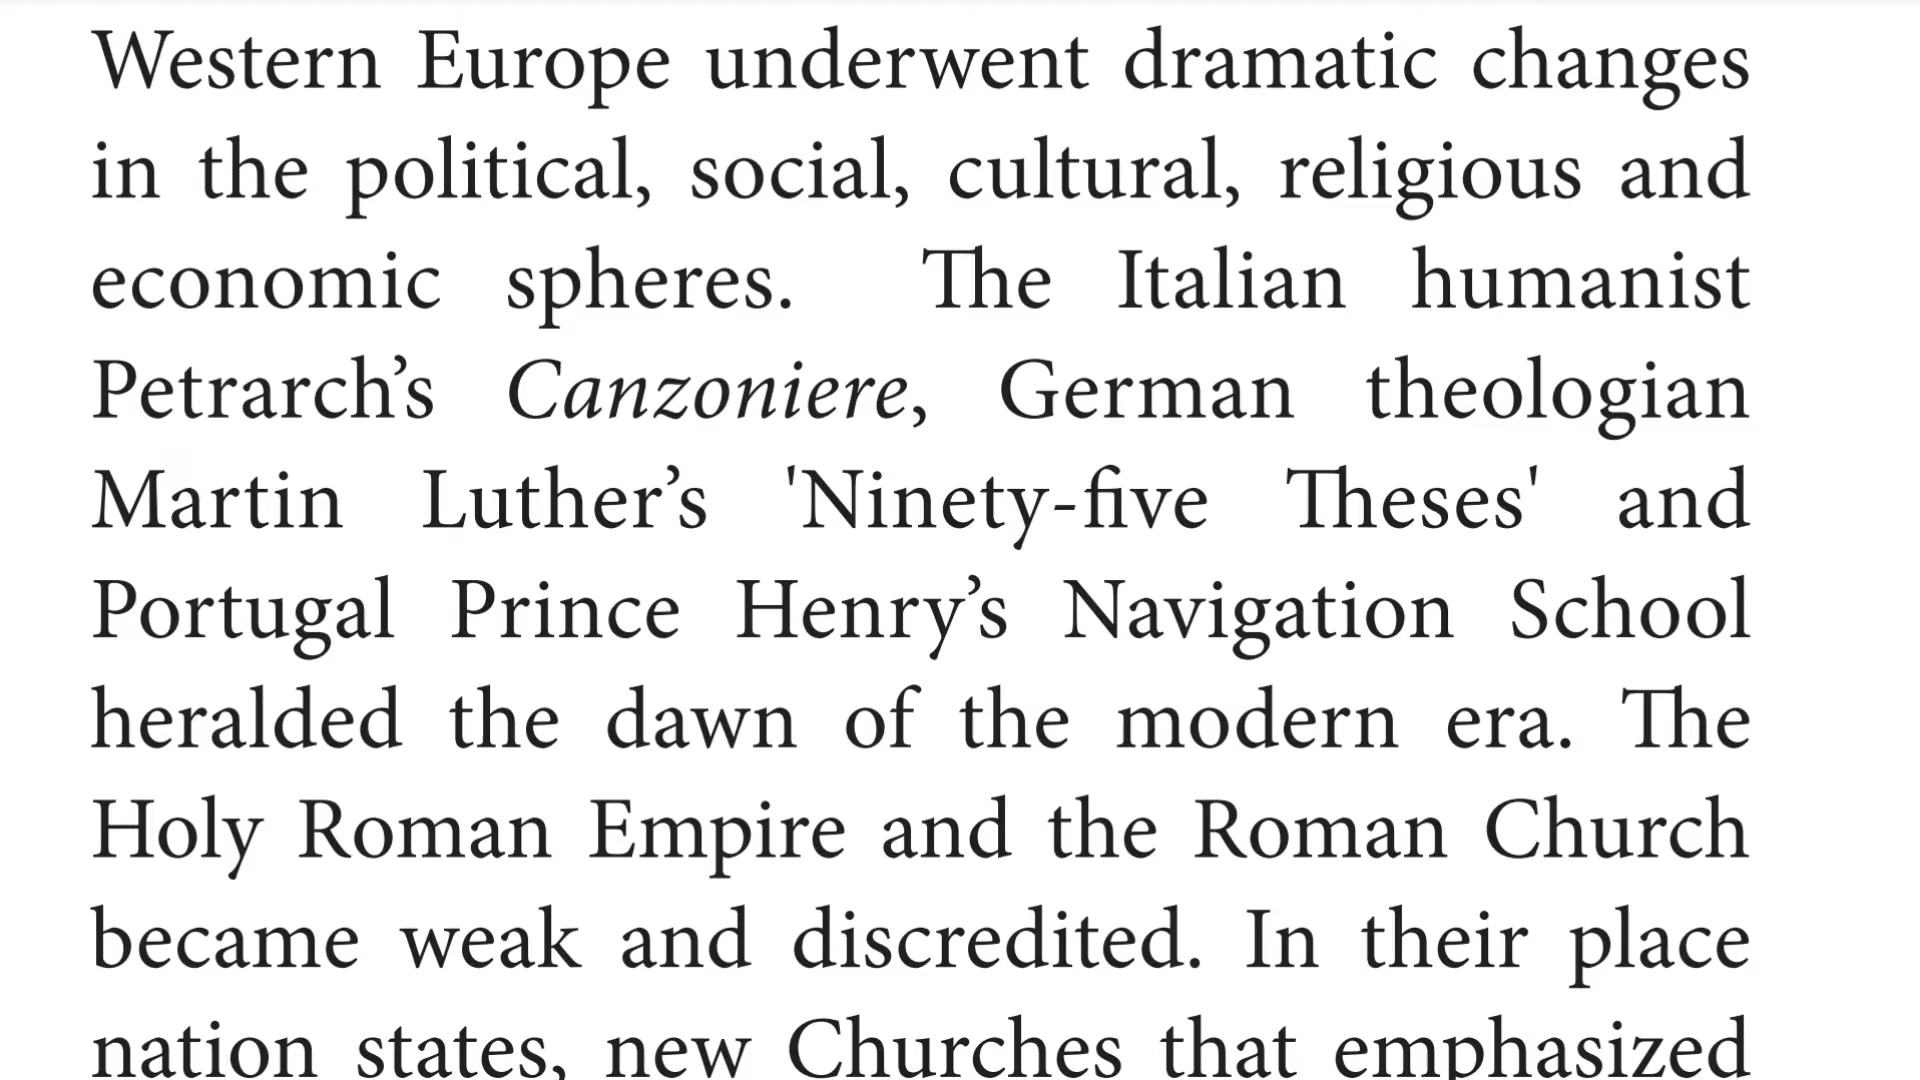 Western Europe underwent dramatic changes
in the political, social, cultural, religious and
economic spheres. The Italian humanist
Petrarch’s Canzoniere, German theologian
Martin Luther’s 'Ninety-five Theses' and
Portugal Prince Henry’s Navigation School
heralded the dawn of the modern era. The
Holy Roman Empire and the Roman Church
became weak and discredited. In their place
nation states, new Churches that emphasized